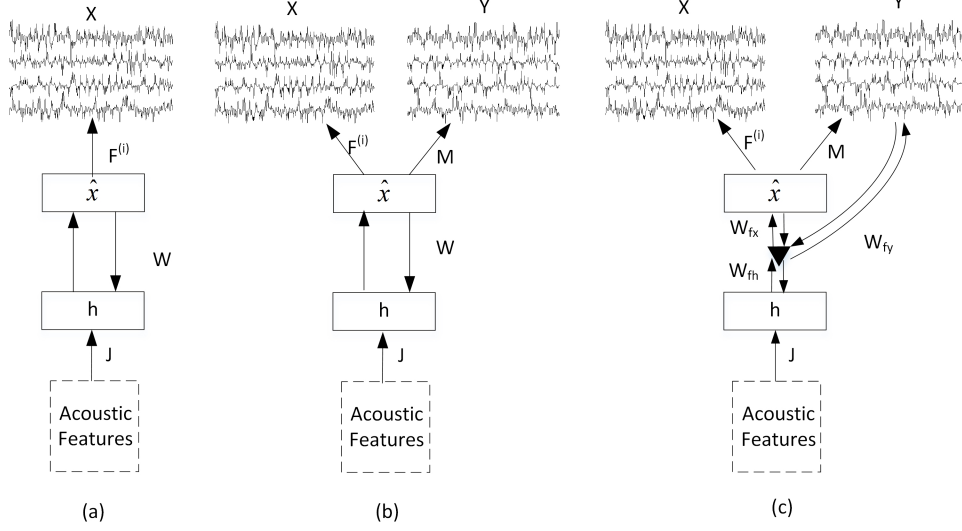 X
F(i)
x̂
W
h
J
Acoustic
Features
(a)
X
Y
F(i)
M
x̂
W
h
J
Acoustic
Features
(b)
X
Y
F(i)
M
x̂
Wfx
Wfy
Wfh
h
J
Acoustic
Features
(c)